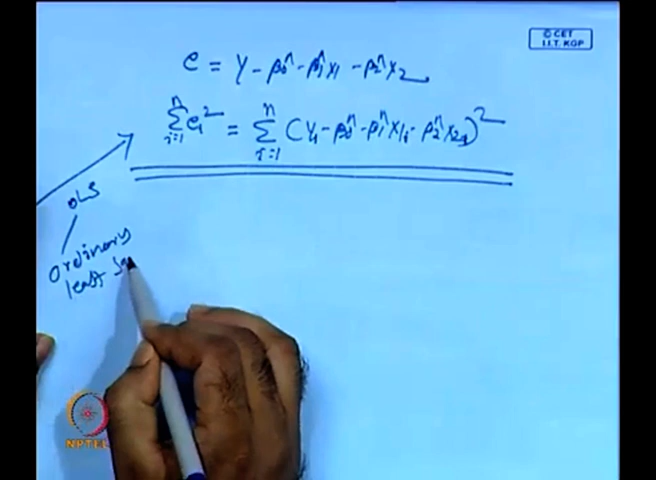 © CET
I.I.T. KGP
e = Y - β0^ - β1^X1 - β2^X2
n∑i=1 ei² = n∑i=1 (Yi - β0^ - β1^X1i - β2^X2i)²
OLS
Ordinary
least
NPTEL